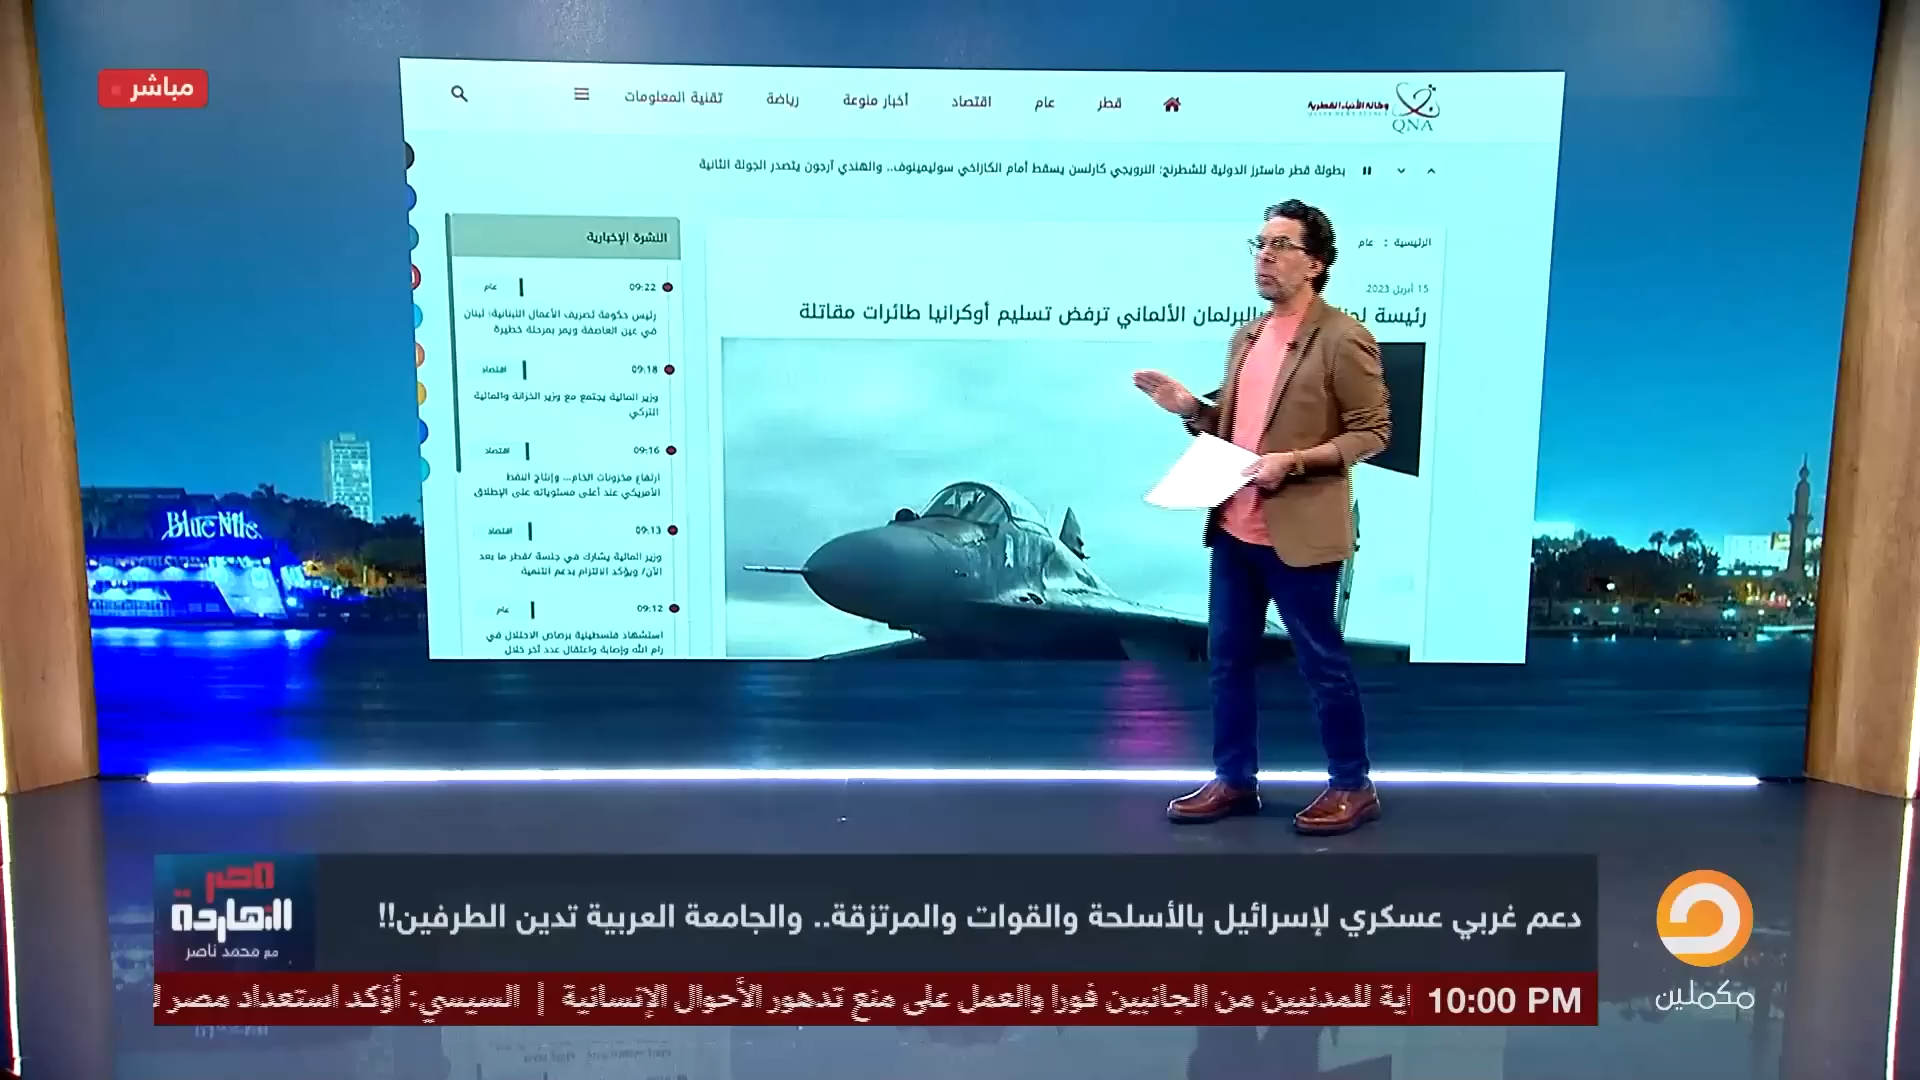 مباشر
وكالة الأنباء القطرية
QNA
قطر
عام
اقتصاد
أخبار منوعة
رياضة
تقنية المعلومات
بطولة قطر ماسترز الدولية للشطرنج: النرويجي كارلسن يسقط أمام الكازاخي سوليمينوف.. والهندي أرجون يتصدر الجولة الثانية
الرئيسية : عام
15 أبريل 2023
رئيسة البرلمان الألماني ترفض تسليم أوكرانيا طائرات مقاتلة
النشرة الإخبارية
09:22 عام
رئيس حكومة تصريف الأعمال اللبنانية: لبنان
في عين العاصفة ويمر بمرحلة خطيرة
09:18 اقتصاد
وزير المالية يجتمع مع وزير الخزانة والمالية
التركي
09:16 اقتصاد
ارتفاع مخزونات الخام... وإنتاج النفط
الأمريكي عند أعلى مستوياته على الإطلاق
09:13 اقتصاد
وزير المالية يشارك في جلسة /قطر ما بعد
الآن/ ويؤكد الالتزام بدعم التنمية
09:12 عام
استشهاد فلسطينية برصاص الاحتلال في
رام الله وإصابة واعتقال عدد آخر خلال
Blue Nile
مصر
النهاردة
مع محمد ناصر
دعم غربي عسكري لإسرائيل بالأسلحة والقوات والمرتزقة.. والجامعة العربية تدين الطرفين!!
10:00 PM
اية للمدنيين من الجانبين فورا والعمل على منع تدهور الأحوال الإنسانية | السيسي: أؤكد استعداد مصر
مكملين